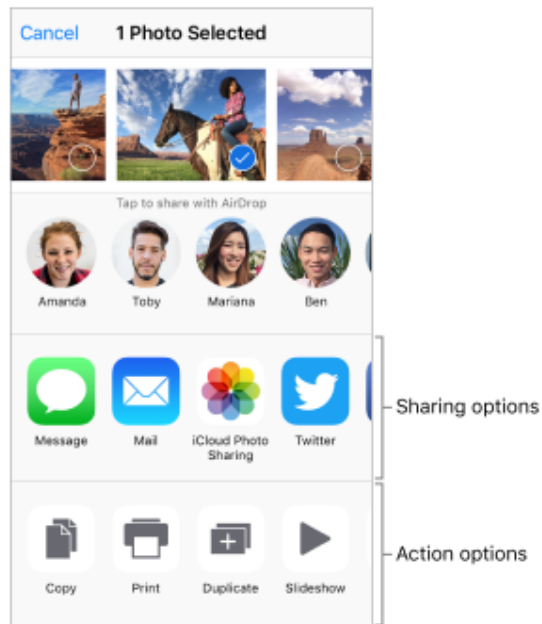 Cancel 1 Photo Selected
Tap to share with AirDrop
Amanda Toby Mariana Ben
Message Mail iCloud Photo Sharing Twitter
Sharing options
Copy Print Duplicate Slideshow
Action options